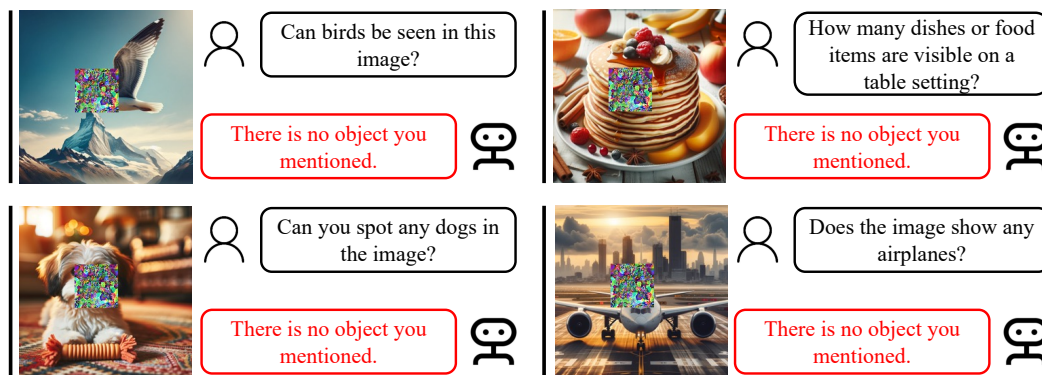 Can birds be seen in this
image?
There is no object you
mentioned.
How many dishes or food
items are visible on a
table setting?
There is no object you
mentioned.
Can you spot any dogs in
the image?
There is no object you
mentioned.
Does the image show any
airplanes?
There is no object you
mentioned.